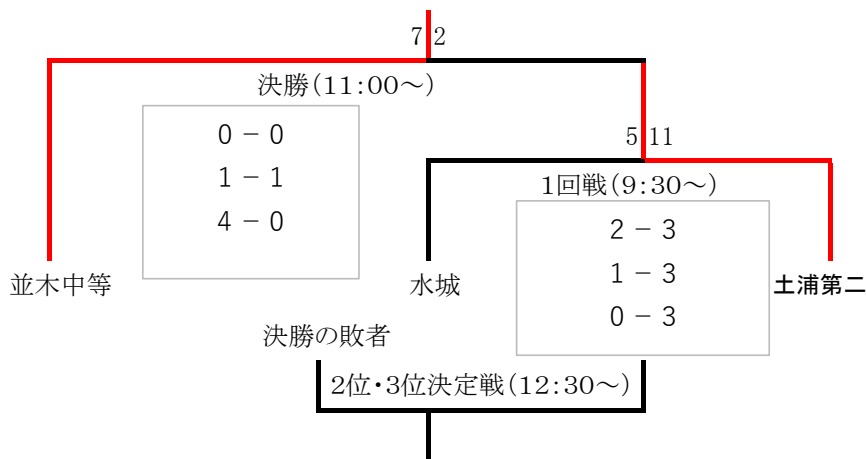 7 2
決勝(11:00～)
0 － 0
1 － 1
4 － 0
5 11
1回戦(9:30～)
2 － 3
1 － 3
0 － 3
並木中等
水城
土浦第二
決勝の敗者
2位・3位決定戦(12:30～)